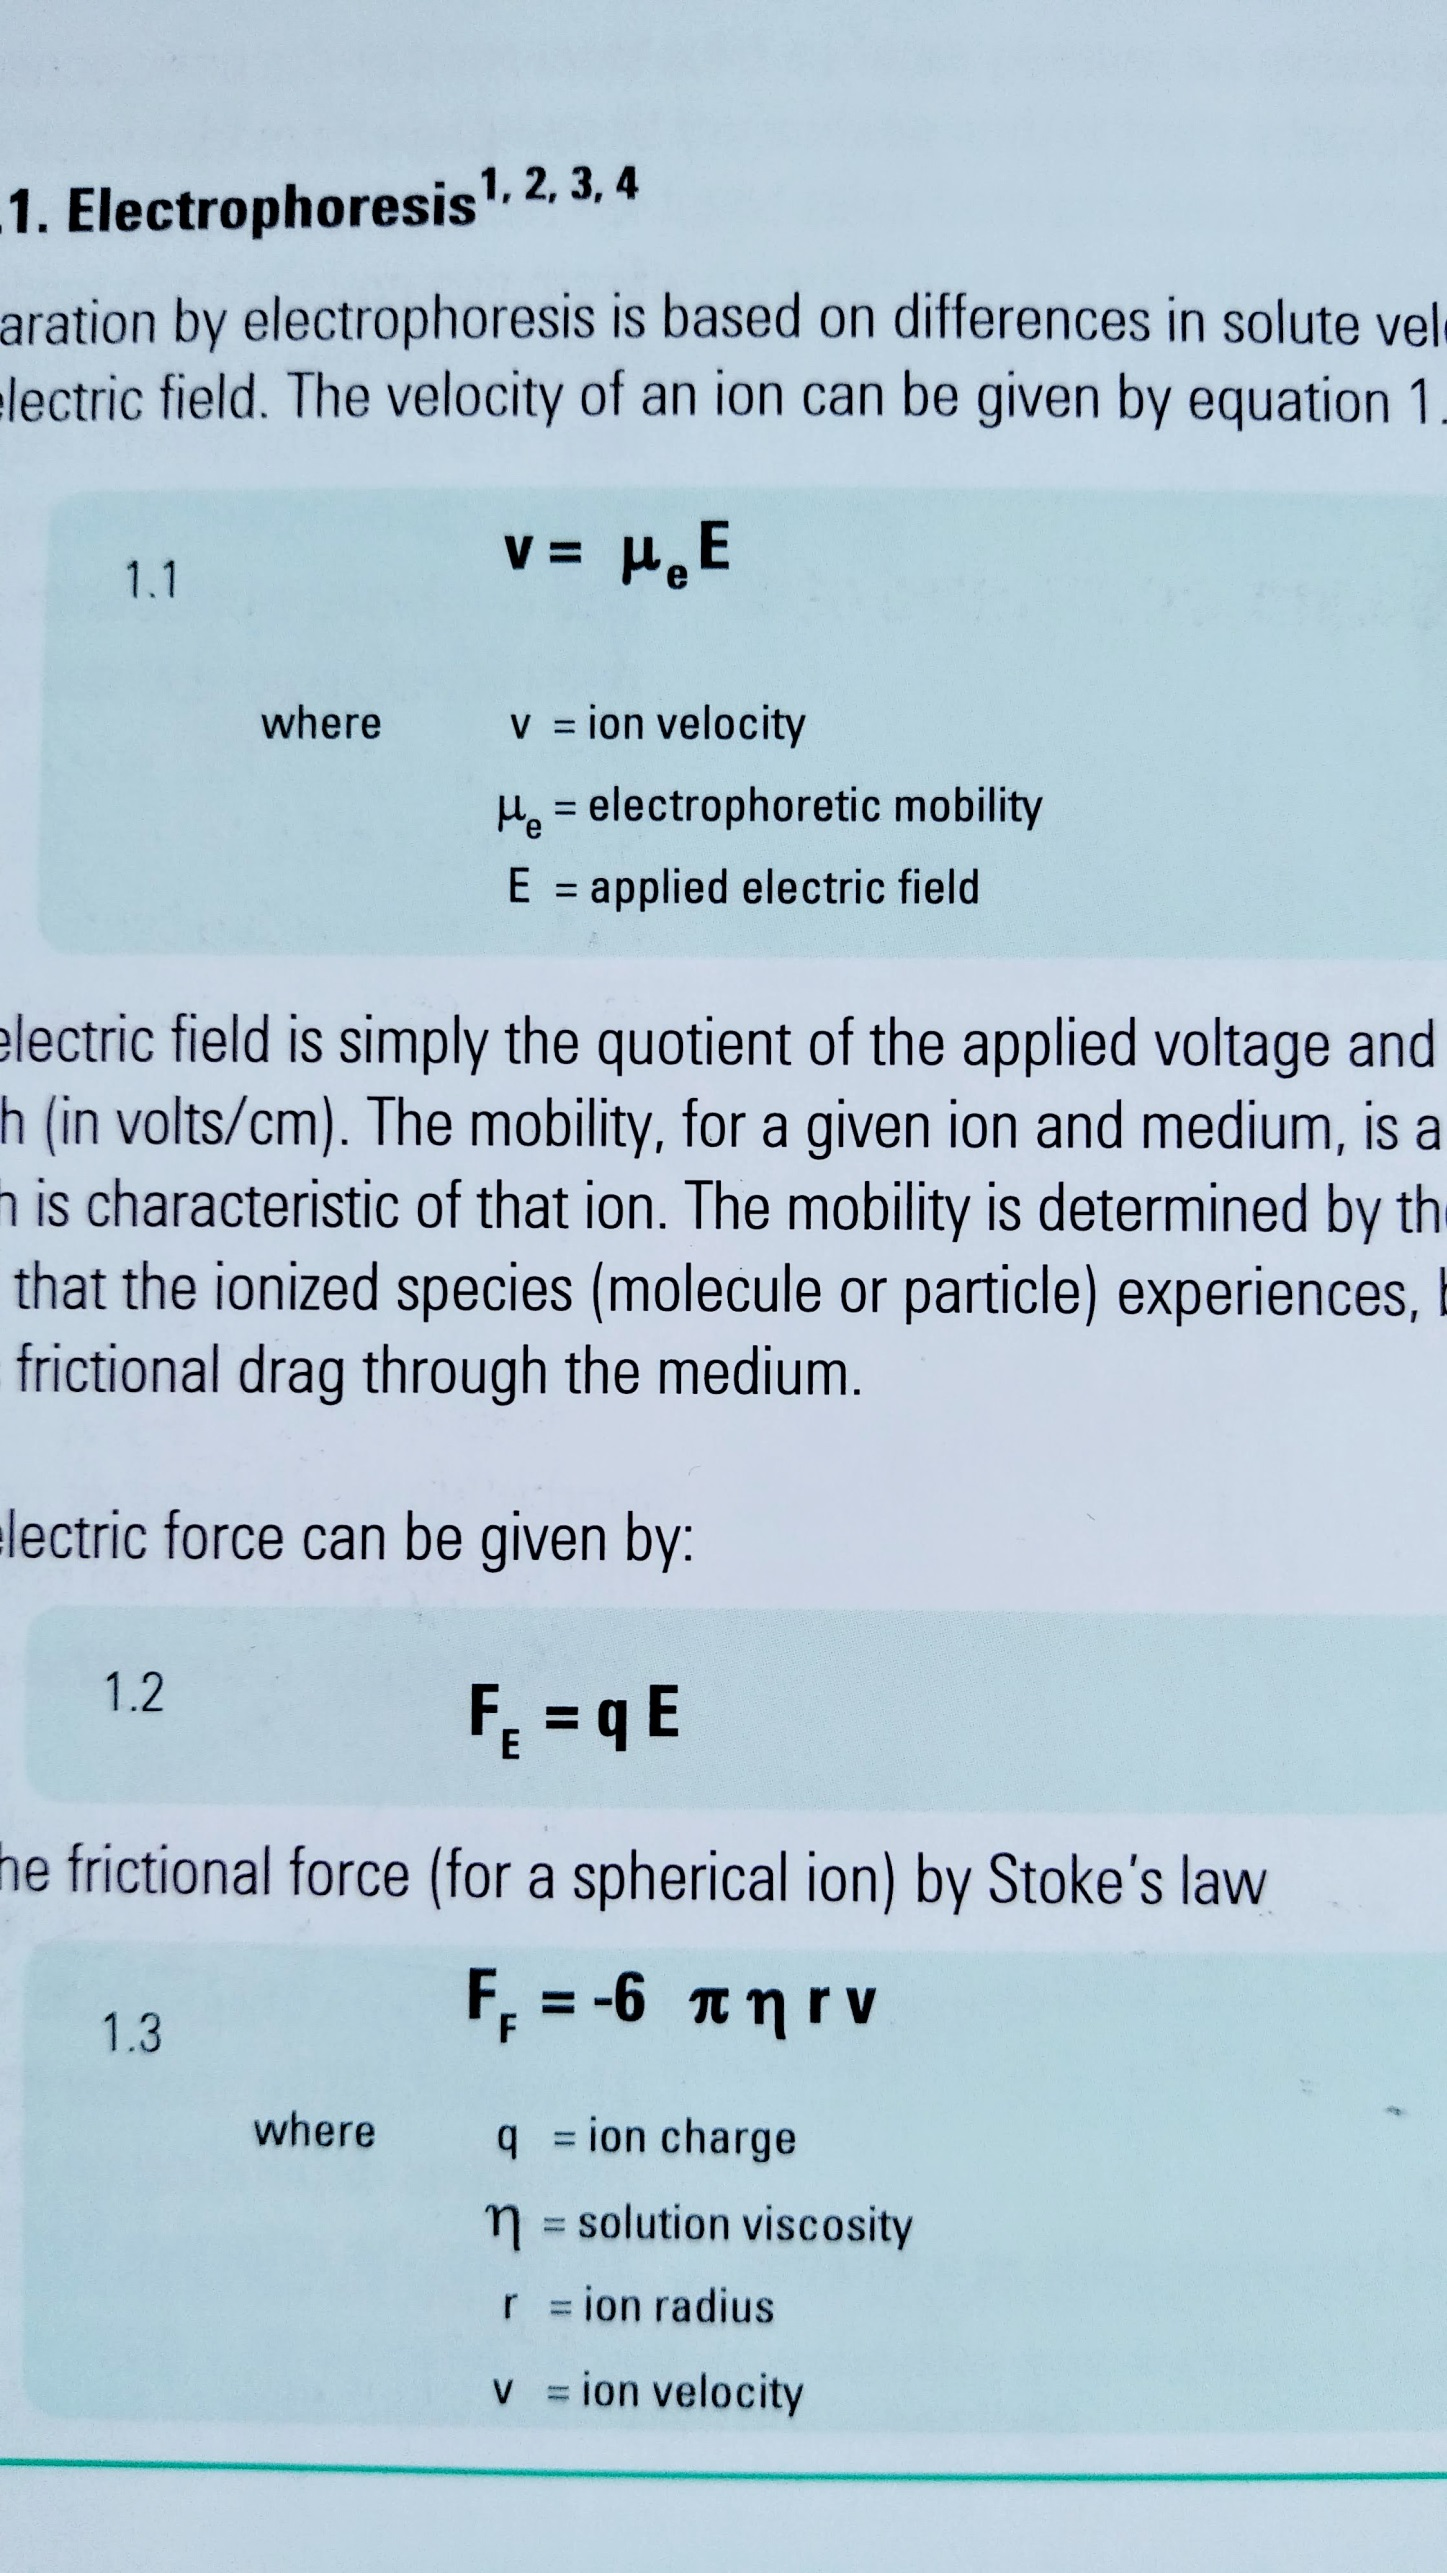 .1. Electrophoresis1, 2, 3, 4
aration by electrophoresis is based on differences in solute vel
electric field. The velocity of an ion can be given by equation 1.
1.1 v = μe E
where v = ion velocity
μe = electrophoretic mobility
E = applied electric field
electric field is simply the quotient of the applied voltage and
h (in volts/cm). The mobility, for a given ion and medium, is a
h is characteristic of that ion. The mobility is determined by the
that the ionized species (molecule or particle) experiences, b
frictional drag through the medium.
electric force can be given by:
1.2 FE = q E
he frictional force (for a spherical ion) by Stoke's law
1.3 FF = -6 π η r v
where q = ion charge
η = solution viscosity
r = ion radius
v = ion velocity